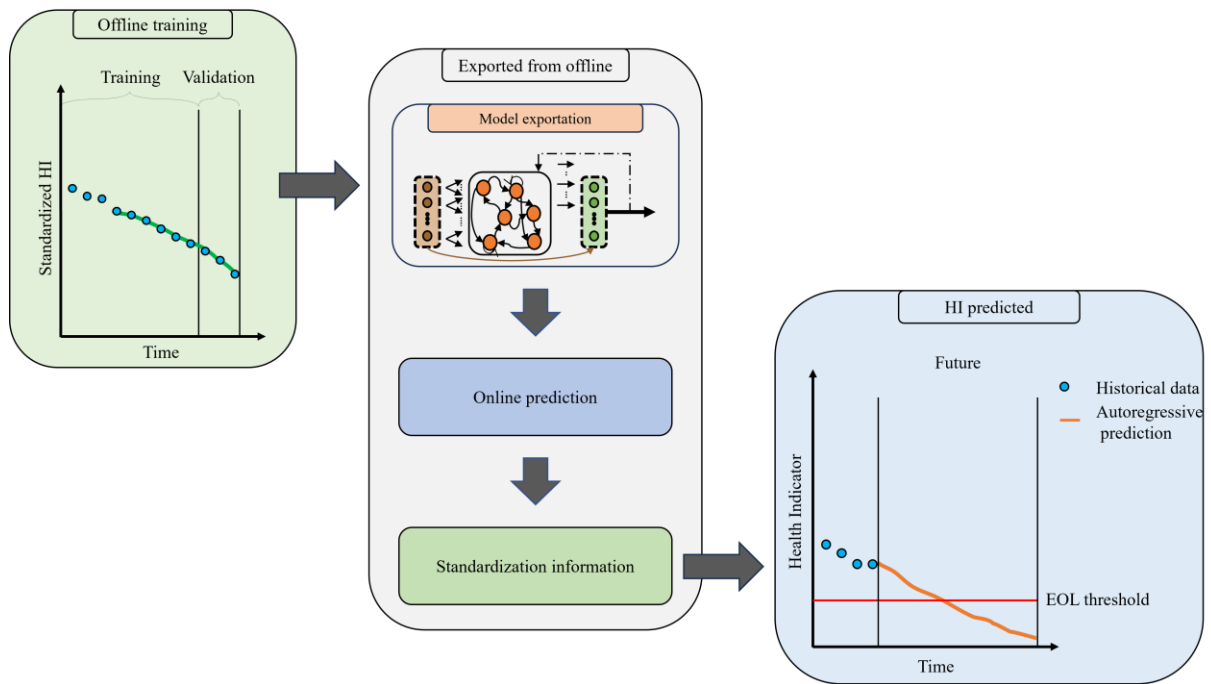 Offline training
Training
Validation
Standardized HI
Time
Exported from offline
Model exportation
Online prediction
Standardization information
HI predicted
Future
Historical data
Autoregressive
prediction
Health Indicator
EOL threshold
Time